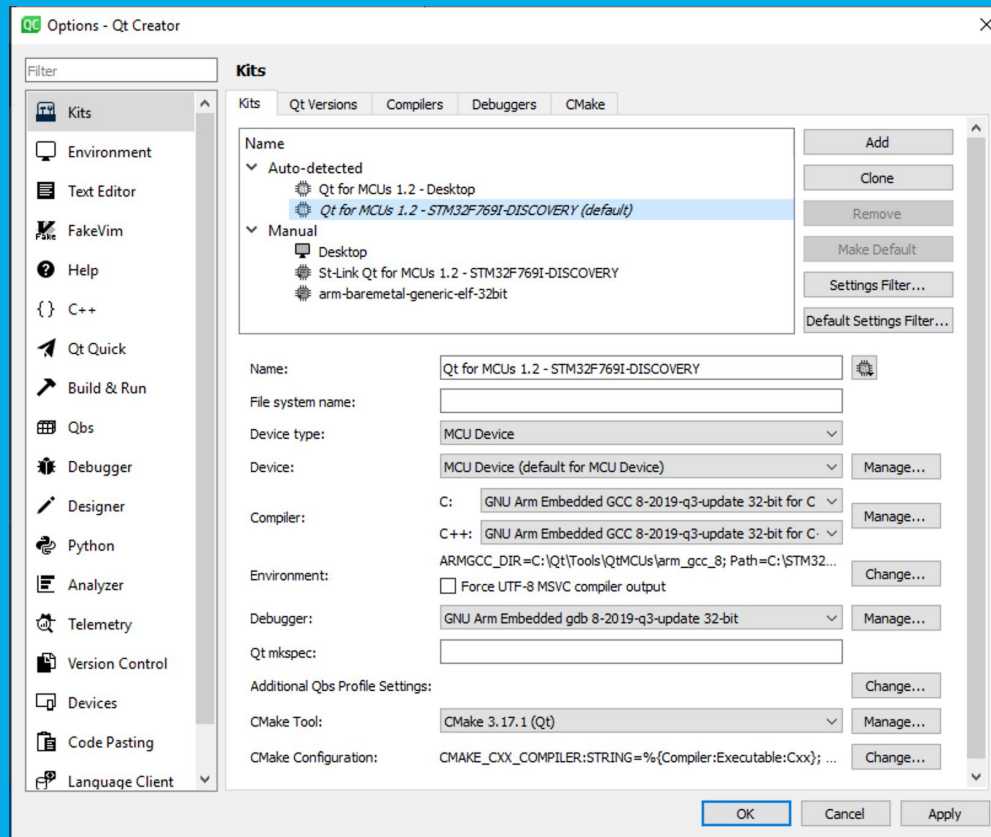 QC Options - Qt Creator
Filter
Kits
Environment
Text Editor
Fake FakeVim
Help
{ } C++
Qt Quick
Build & Run
Qbs
Debugger
Designer
Python
Analyzer
Telemetry
Version Control
Devices
Code Pasting
Language Client
Kits
Kits Qt Versions Compilers Debuggers CMake
Name
Auto-detected
Qt for MCUs 1.2 - Desktop
Qt for MCUs 1.2 - STM32F769I-DISCOVERY (default)
Manual
Desktop
St-Link Qt for MCUs 1.2 - STM32F769I-DISCOVERY
arm-baremetal-generic-elf-32bit
Add
Clone
Remove
Make Default
Settings Filter...
Default Settings Filter...
Name: Qt for MCUs 1.2 - STM32F769I-DISCOVERY
File system name:
Device type: MCU Device
Device: MCU Device (default for MCU Device) Manage...
Compiler: C: GNU Arm Embedded GCC 8-2019-q3-update 32-bit for C Manage...
C++: GNU Arm Embedded GCC 8-2019-q3-update 32-bit for C·
Environment: ARMGCC_DIR=C:\Qt\Tools\QtMCUs\arm_gcc_8; Path=C:\STM32... Change...
Force UTF-8 MSVC compiler output
Debugger: GNU Arm Embedded gdb 8-2019-q3-update 32-bit Manage...
Qt mkspec:
Additional Qbs Profile Settings: Change...
CMake Tool: CMake 3.17.1 (Qt) Manage...
CMake Configuration: CMAKE_CXX_COMPILER:STRING=%{Compiler:Executable:Cxx}; ... Change...
OK Cancel Apply